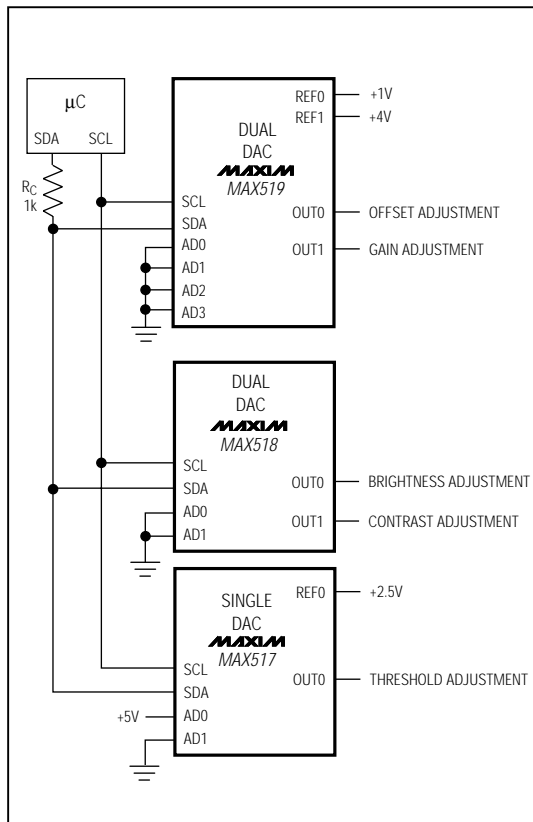 µC
SDA SCL
RC
1k
REF0 +1V
REF1 +4V
DUAL
DAC
MAXIM
MAX519
SCL
SDA
AD0
AD1
AD2
AD3
OUT0 OFFSET ADJUSTMENT
OUT1 GAIN ADJUSTMENT
DUAL
DAC
MAXIM
MAX518
SCL
SDA
AD0
AD1
OUT0 BRIGHTNESS ADJUSTMENT
OUT1 CONTRAST ADJUSTMENT
REF0 +2.5V
SINGLE
DAC
MAXIM
MAX517
SCL
SDA
+5V AD0
AD1
OUT0 THRESHOLD ADJUSTMENT